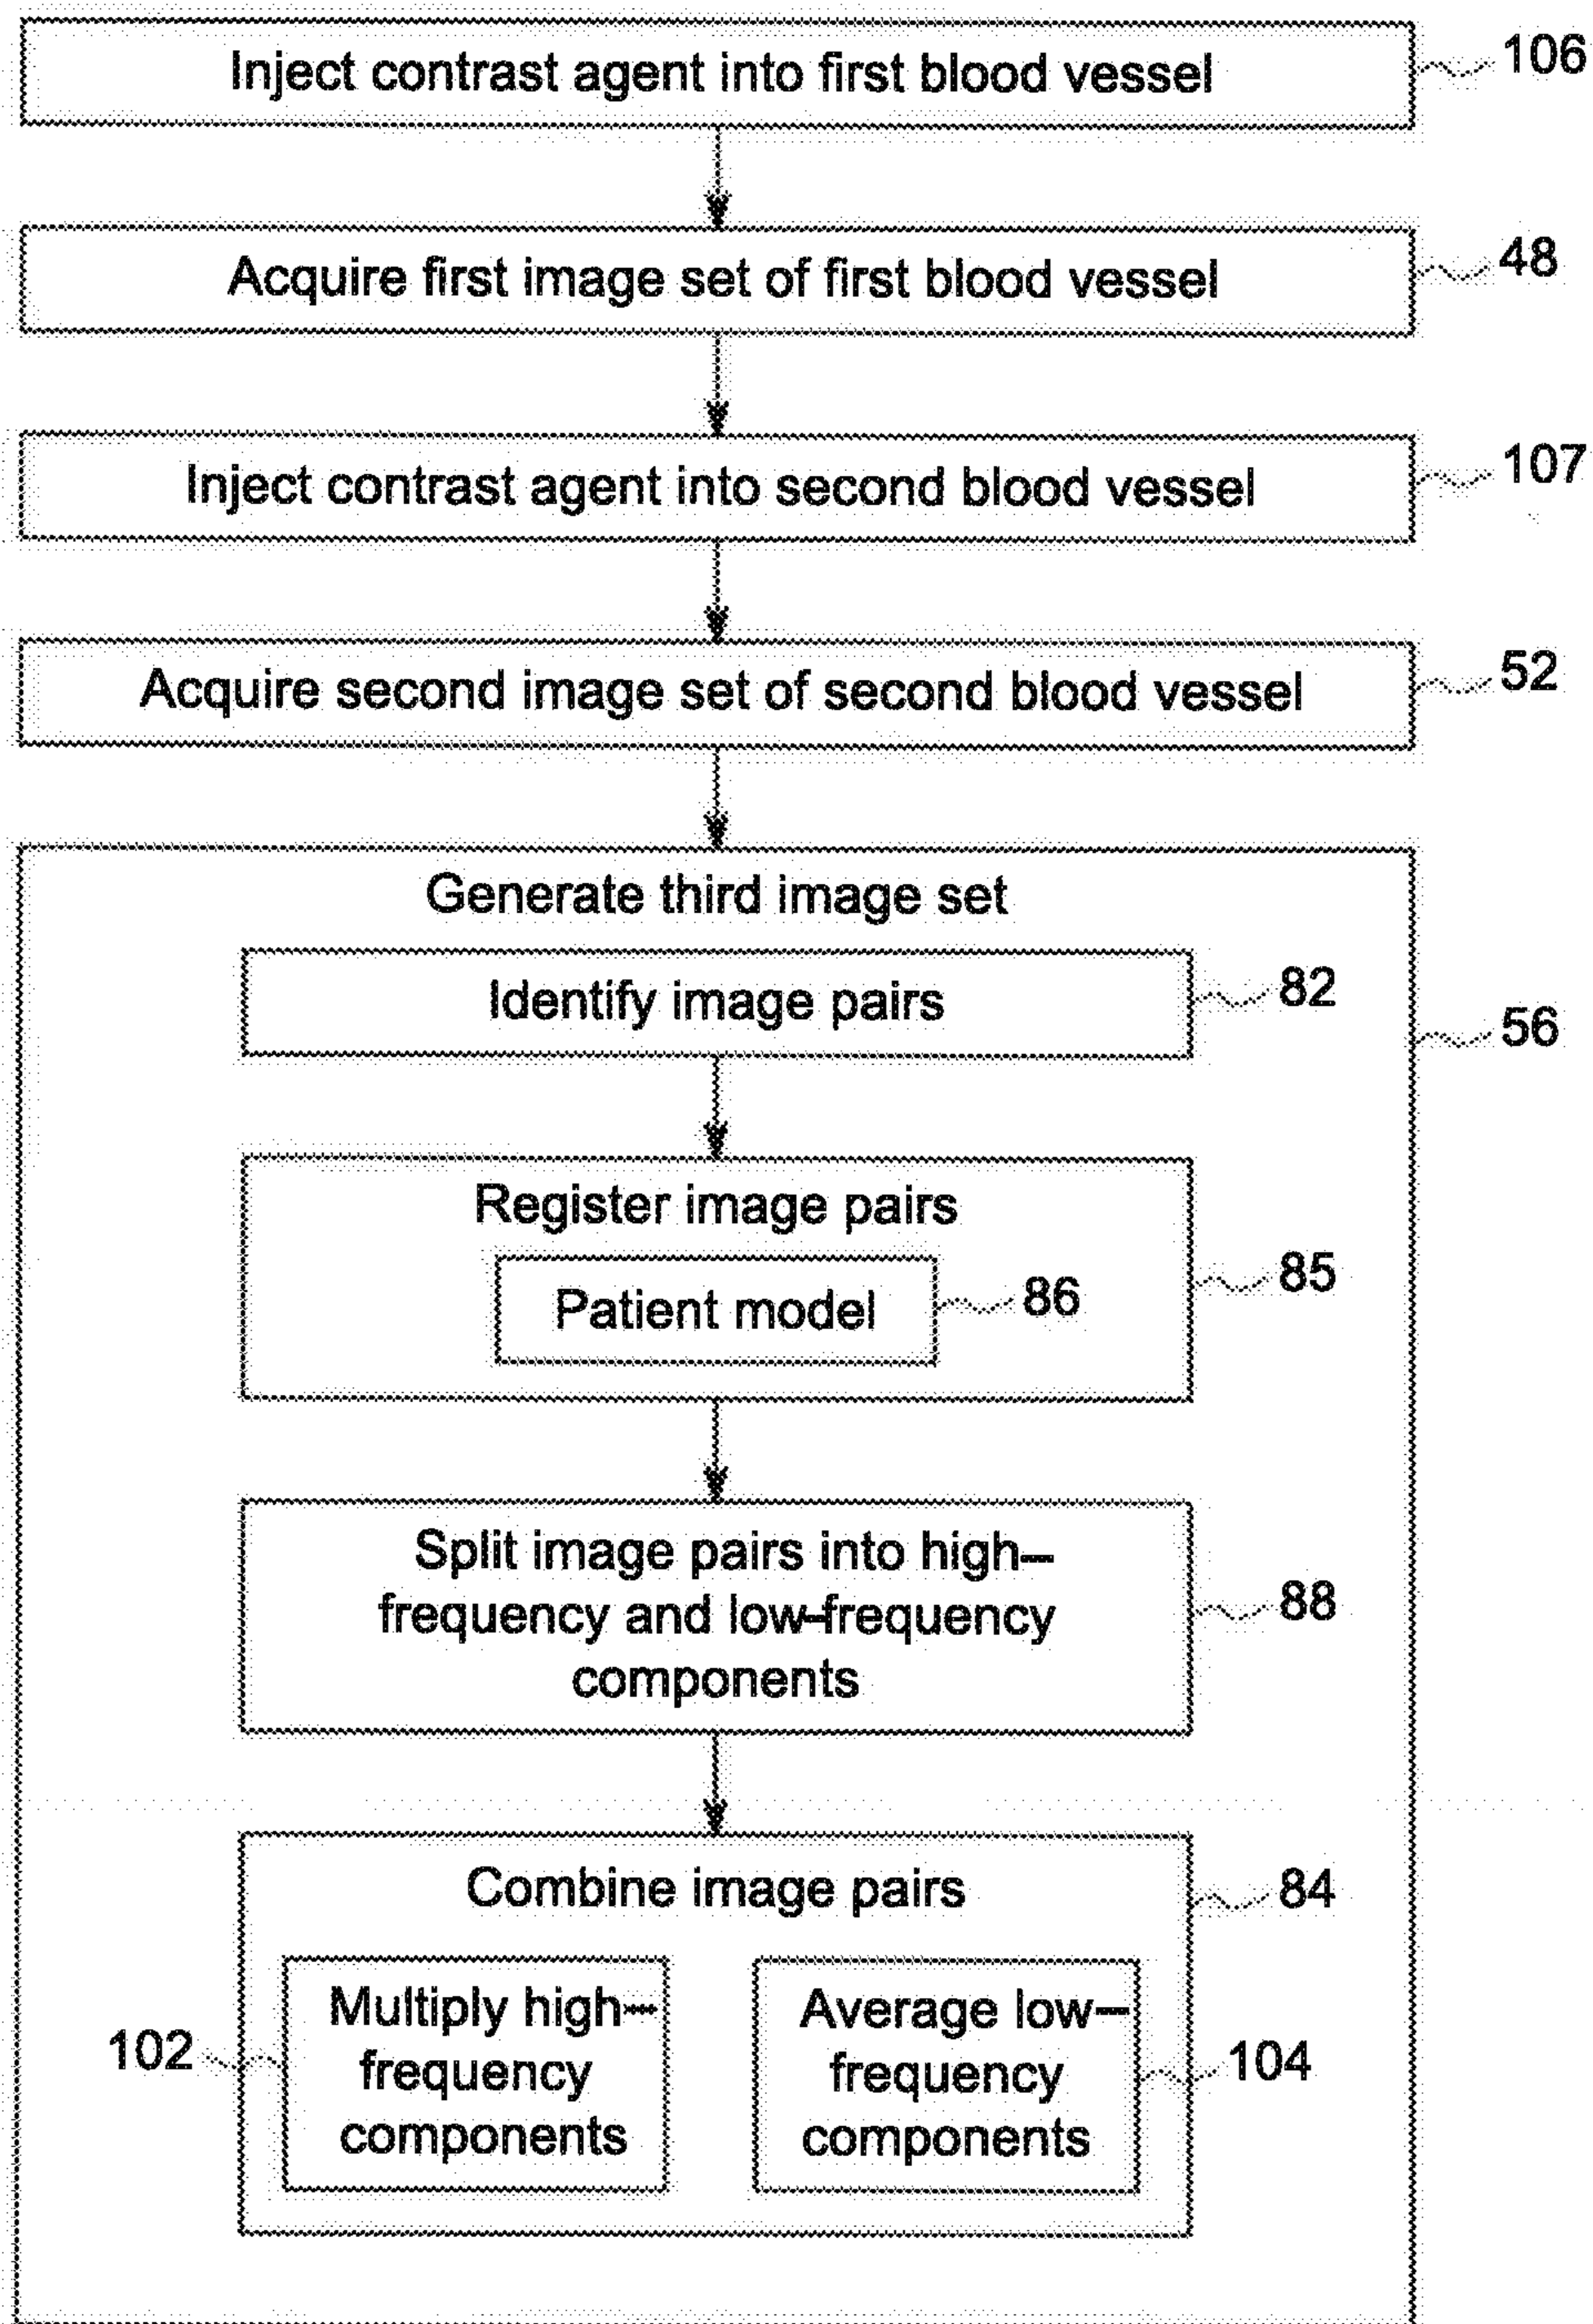 Inject contrast agent into first blood vessel
106
Acquire first image set of first blood vessel
48
Inject contrast agent into second blood vessel
107
Acquire second image set of second blood vessel
52
Generate third image set
Identify image pairs
82
56
Register image pairs
85
Patient model
86
Split image pairs into high–
frequency and low-frequency
components
88
Combine image pairs
84
Multiply high–
frequency
components
102
Average low–
frequency
components
104